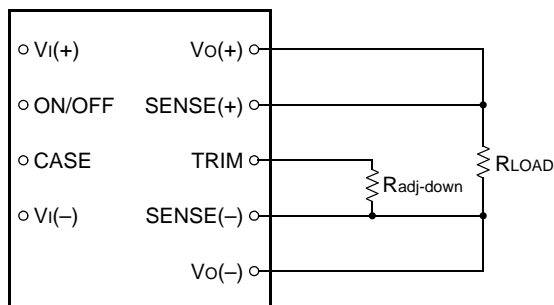 VI(+) VO(+)
ON/OFF SENSE(+)
CASE TRIM
Radj-down
RLOAD
VI(–) SENSE(–)
VO(–)